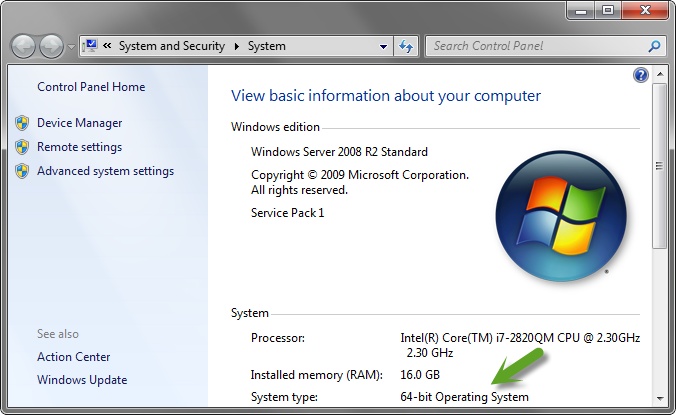 System and Security System
Search Control Panel
Control Panel Home
Device Manager
Remote settings
Advanced system settings
See also
Action Center
Windows Update
View basic information about your computer
Windows edition
Windows Server 2008 R2 Standard
Copyright © 2009 Microsoft Corporation.
All rights reserved.
Service Pack 1
System
Processor: Intel(R) Core(TM) i7-2820QM CPU @ 2.30GHz
2.30 GHz
Installed memory (RAM): 16.0 GB
System type: 64-bit Operating System